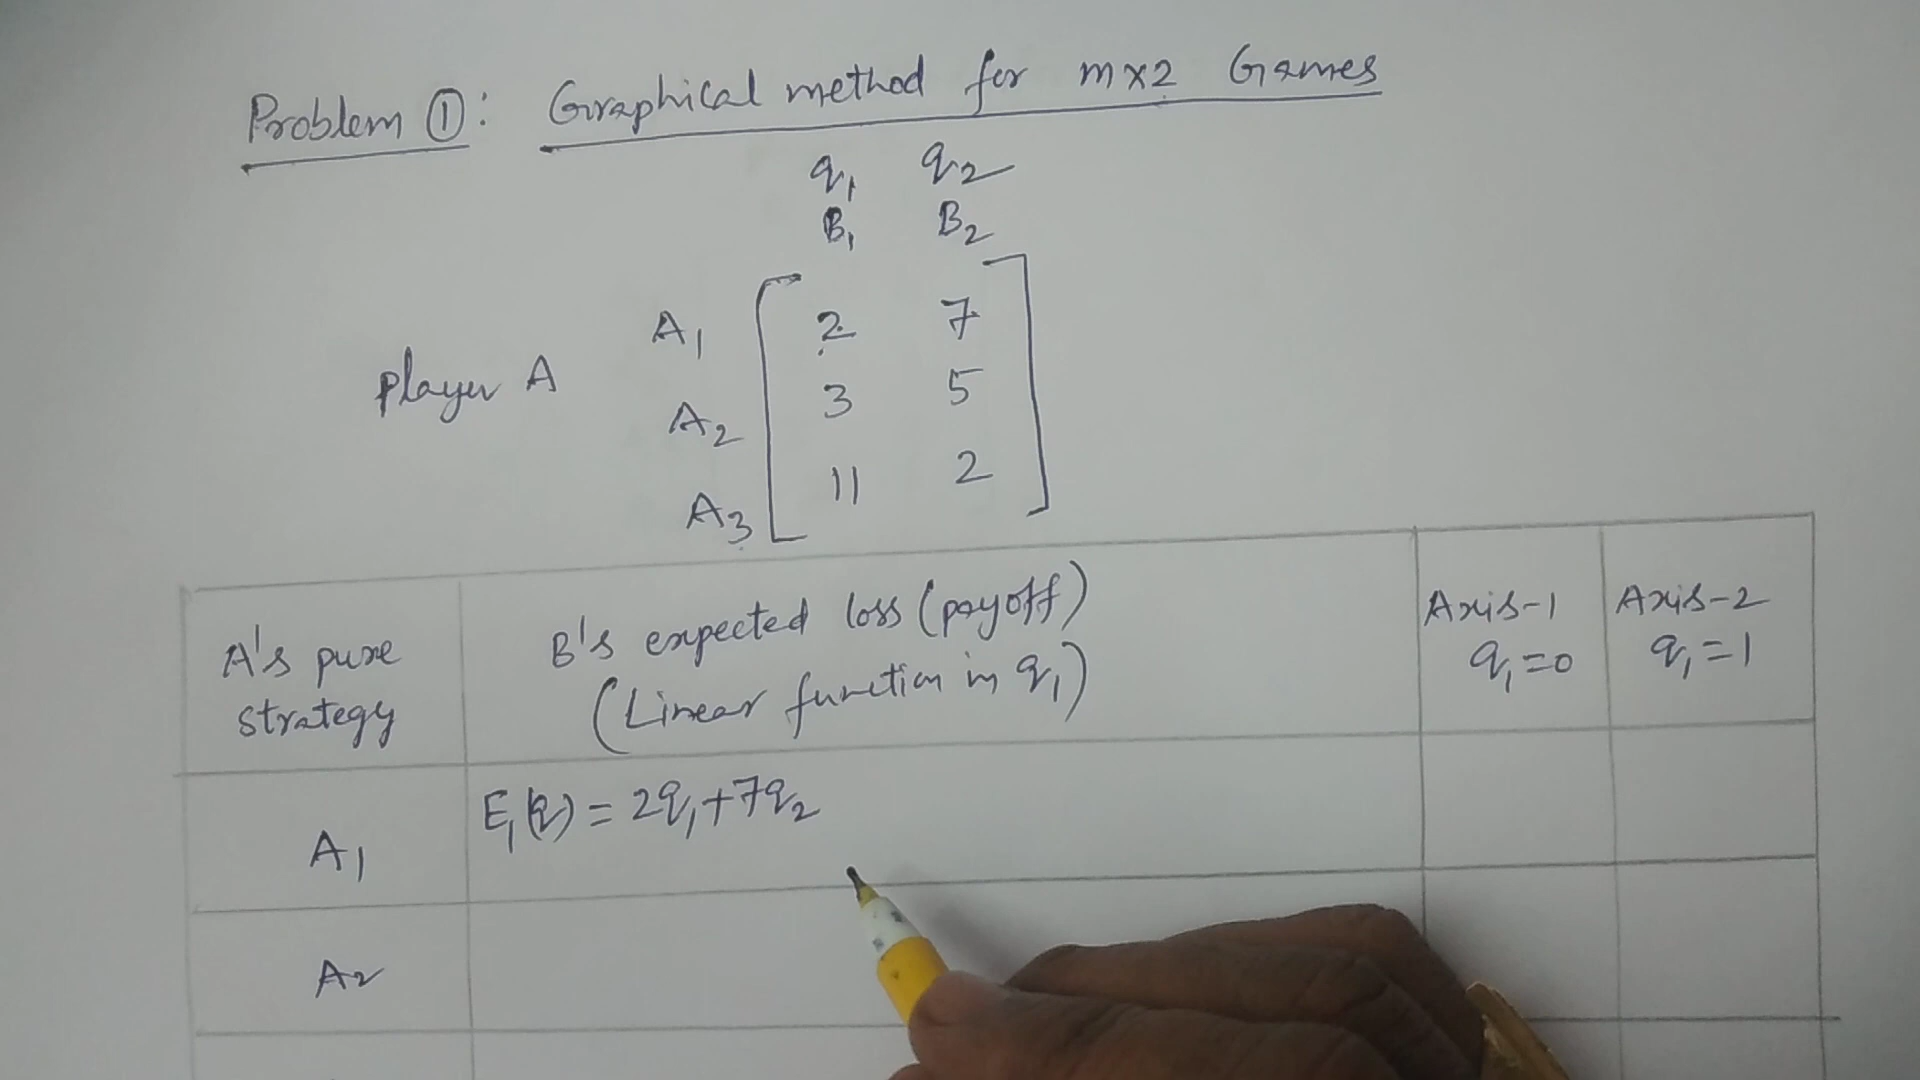 Problem ①: Graphical method for m×2 Games
q₁ q₂
B₁ B₂
A₁ 2 7
Player A
A₂ 3 5
A₃ 11 2
A's pure strategy
B's expected loss (payoff)
(Linear function in q₁)
Axis-1
q₁=0
Axis-2
q₁=1
A₁
E₁(q) = 2q₁+7q₂
A₂